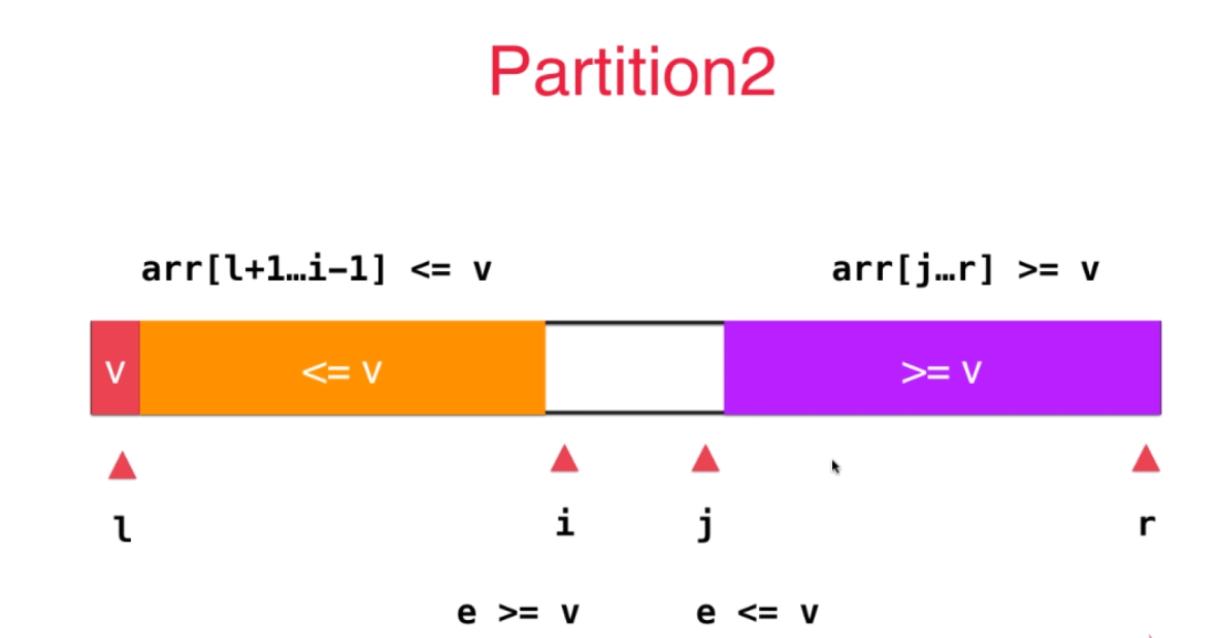 Partition2
arr[l+1…i-1] <= v
arr[j…r] >= v
v
<= v
>= v
l
i
j
r
e >= v
e <= v